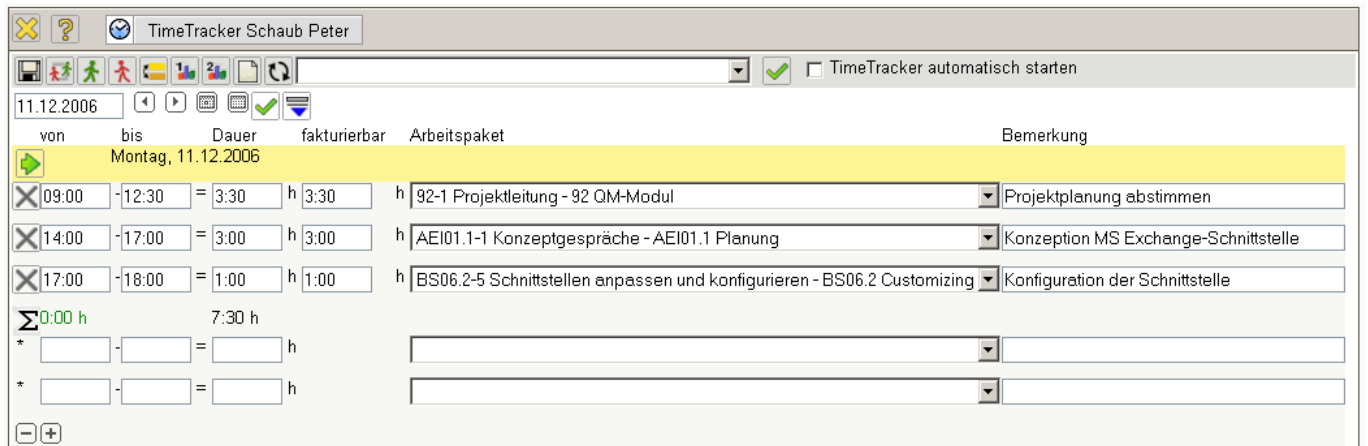 TimeTracker Schaub Peter
TimeTracker automatisch starten
11.12.2006
von bis Dauer fakturierbar Arbeitspaket Bemerkung
Montag, 11.12.2006
09:00 - 12:30 = 3:30 h 3:30 h 92-1 Projektleitung - 92 QM-Modul Projektplanung abstimmen
14:00 - 17:00 = 3:00 h 3:00 h AEI01.1-1 Konzeptgespräche - AEI01.1 Planung Konzeption MS Exchange-Schnittstelle
17:00 - 18:00 = 1:00 h 1:00 h BS06.2-5 Schnittstellen anpassen und konfigurieren - BS06.2 Customizing Konfiguration der Schnittstelle
Σ 0:00 h 7:30 h
* - = h
* - = h